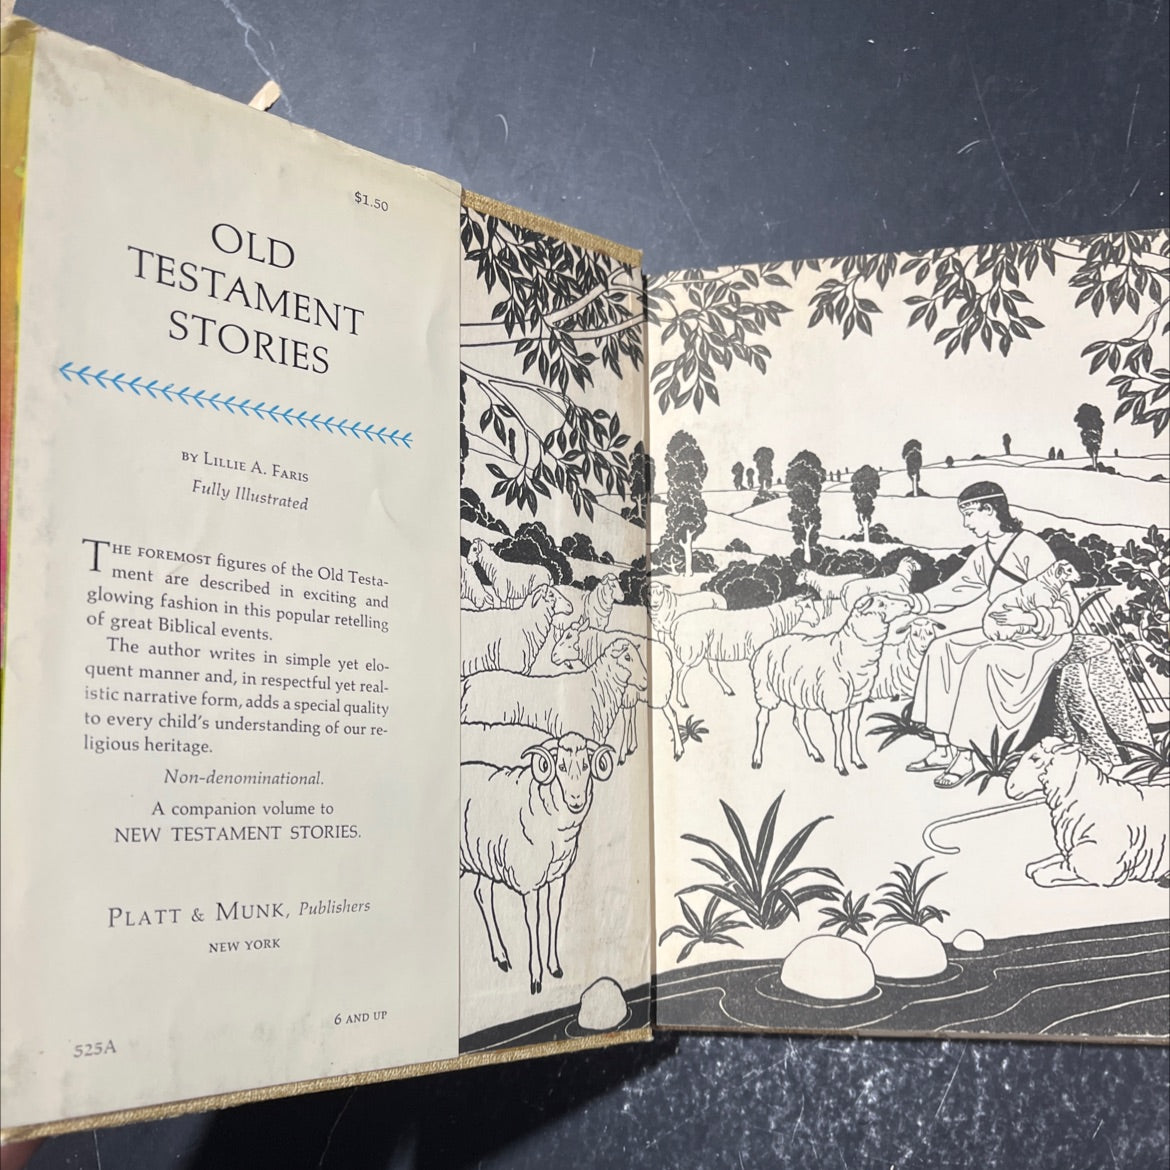 $1.50
OLD
TESTAMENT
STORIES
BY LILLIE A. FARIS
Fully Illustrated
THE FOREMOST figures of the Old Testa-
ment are described in exciting and
glowing fashion in this popular retelling
of great Biblical events.
The author writes in simple yet elo-
quent manner and, in respectful yet real-
istic narrative form, adds a special quality
to every child's understanding of our re-
ligious heritage.
Non-denominational.
A companion volume to
NEW TESTAMENT STORIES.
PLATT & MUNK, Publishers
NEW YORK
6 AND UP
525A